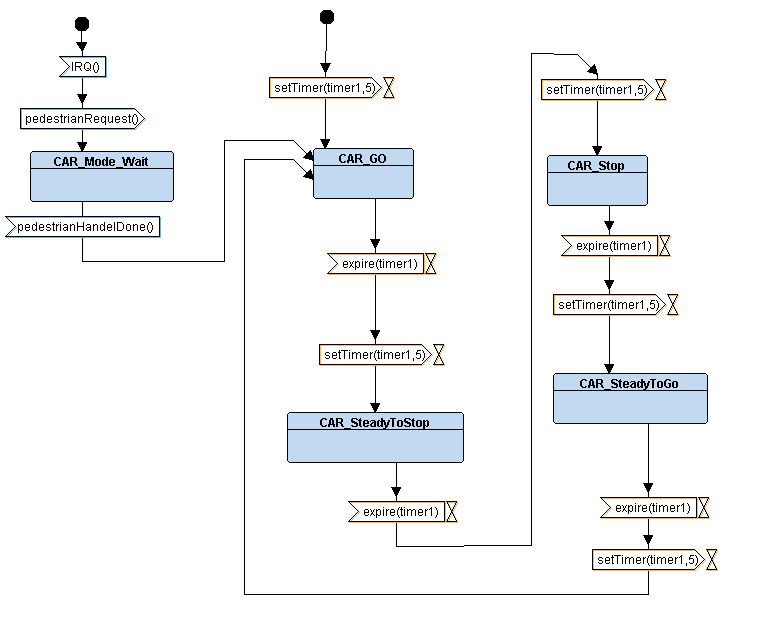 IRQ()
pedestrianRequest()
CAR_Mode_Wait
pedestrianHandelDone()
setTimer(timer1,5)
CAR_GO
expire(timer1)
setTimer(timer1,5)
CAR_SteadyToStop
expire(timer1)
setTimer(timer1,5)
CAR_Stop
expire(timer1)
setTimer(timer1,5)
CAR_SteadyToGo
expire(timer1)
setTimer(timer1,5)